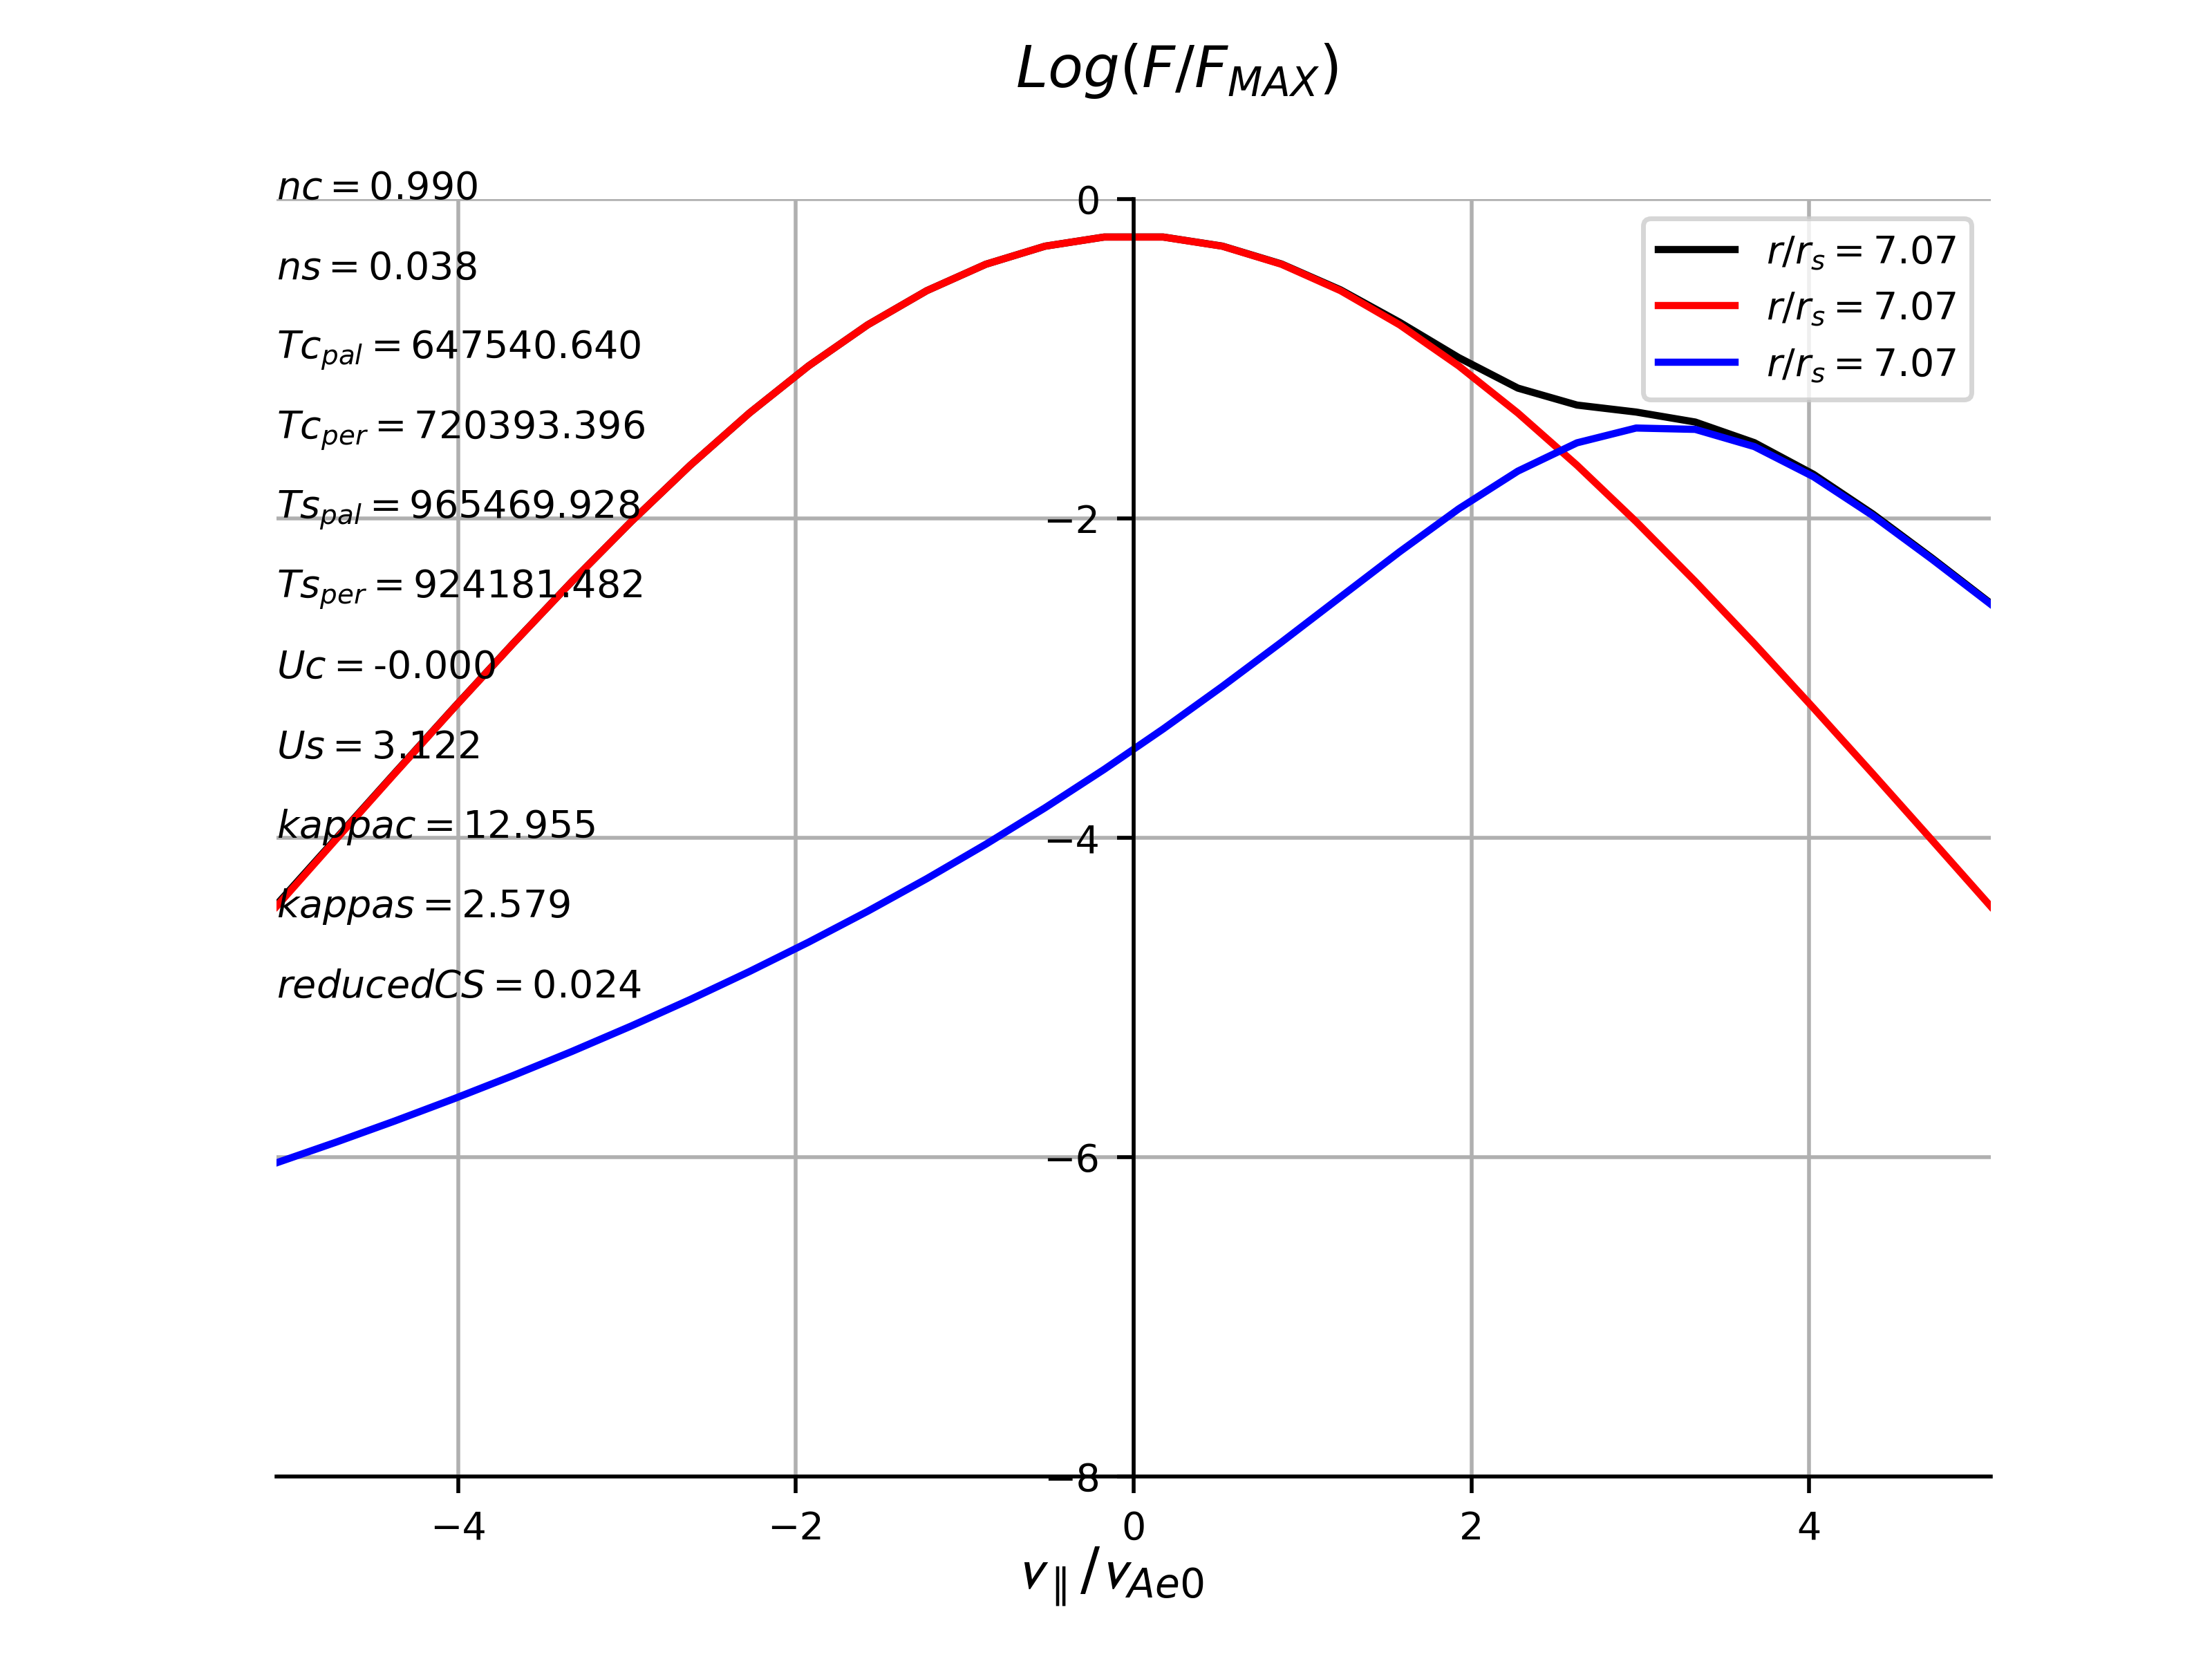 Log(F/F_MAX)
nc = 0.990
ns = 0.038
Tc_pal = 647540.640
Tc_per = 720393.396
Ts_pal = 965469.928
Ts_per = 924181.482
Uc = -0.000
Us = 3.122
kappac = 12.955
kappas = 2.579
reducedCS = 0.024
0
−2
−4
−6
−8
r/r_s = 7.07
r/r_s = 7.07
r/r_s = 7.07
−4 −2 0 2 4
v_∥/v_Ae0